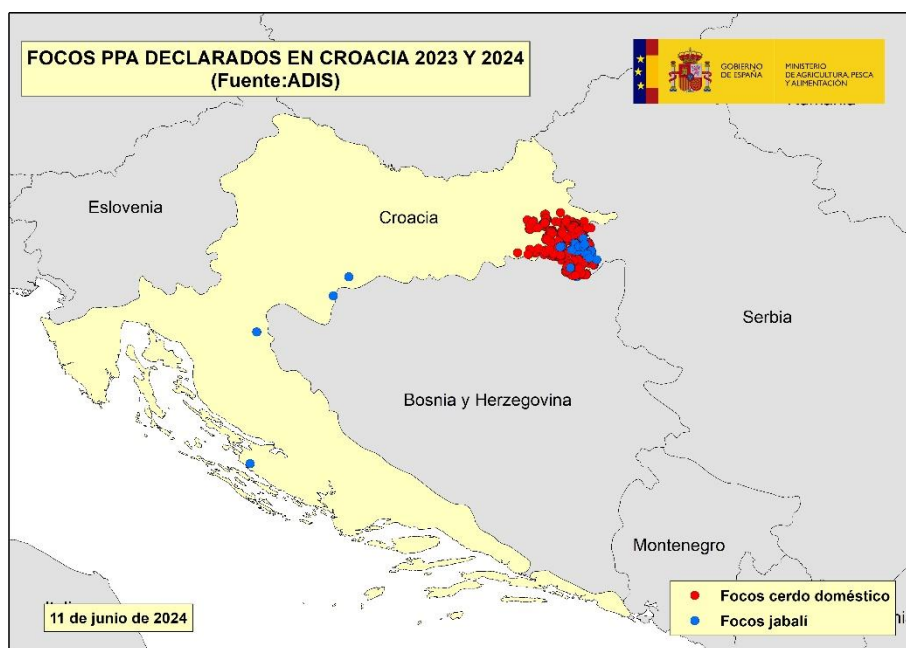 FOCOS PPA DECLARADOS EN CROACIA 2023 Y 2024
(Fuente:ADIS)
GOBIERNO
DE ESPAÑA
MINISTERIO
DE AGRICULTURA, PESCA
Y ALIMENTACIÓN
Eslovenia
Croacia
Serbia
Bosnia y Herzegovina
Montenegro
Focos cerdo doméstico
Focos jabalí
11 de junio de 2024